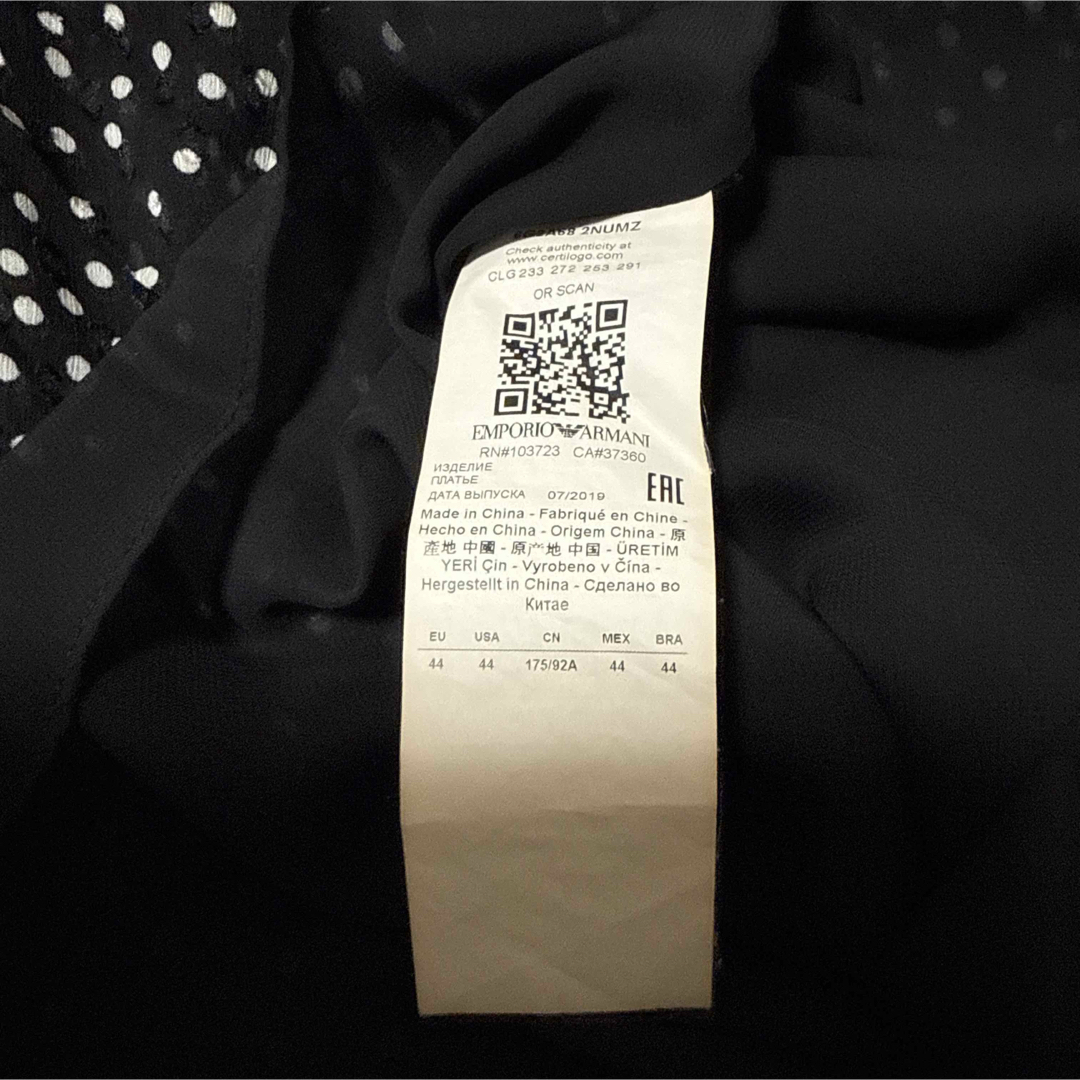 2NUMZ
Check authenticity at
www.certilogo.com
CLG 233 272 253 291
OR SCAN
EMPORIO ARMANI
RN#103723 CA#37360
ИЗДЕЛИЕ
ПЛАТЬЕ
ДАТА ВЫПУСКА 07/2019 EAC
Made in China - Fabriqué en Chine -
Hecho en China - Origem China - 原
產地 中國 - 原产地 中国 - ÜRETİM
YERİ Çin - Vyrobeno v Čína -
Hergestellt in China - Сделано во
Китае
EU USA CN MEX BRA
44 44 175/92A 44 44